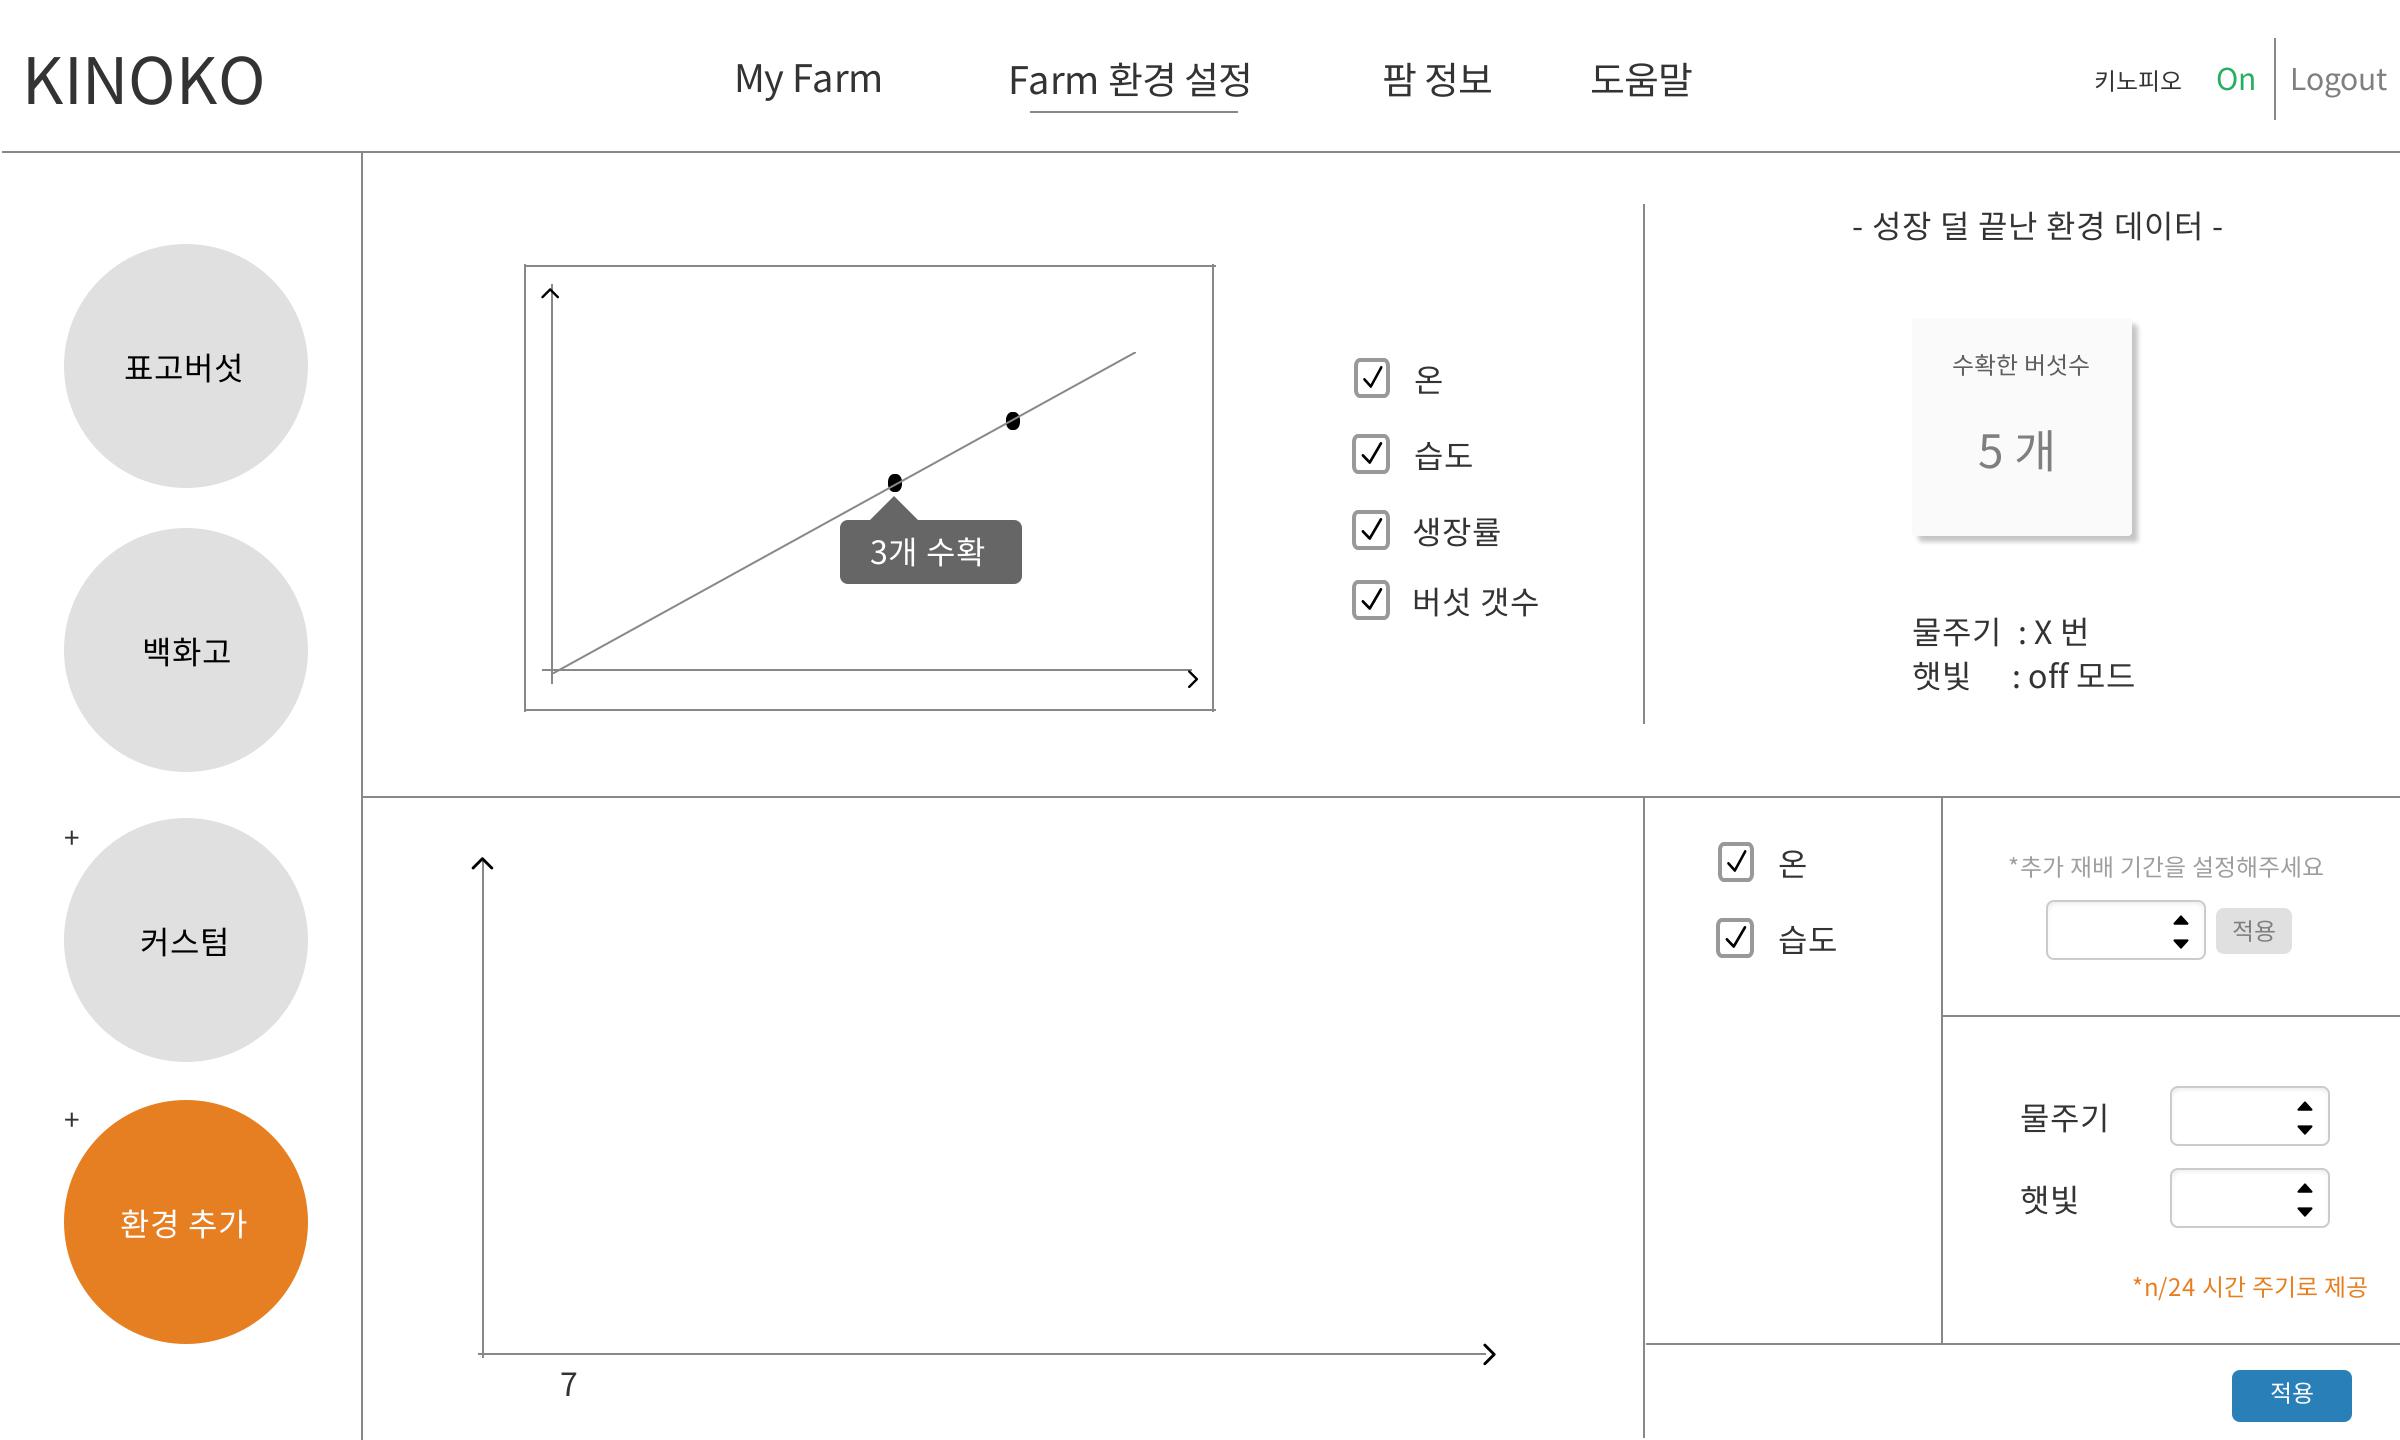 KINOKO
My Farm
Farm 환경 설정
팜 정보
도움말
키노피오
On
Logout
표고버섯
백화고
+
커스텀
+
환경 추가
3개 수확
온
습도
생장률
버섯 갯수
- 성장 덜 끝난 환경 데이터 -
수확한 버섯수
5 개
물주기 : X 번
햇빛 : off 모드
7
온
습도
*추가 재배 기간을 설정해주세요
적용
물주기
햇빛
*n/24 시간 주기로 제공
적용